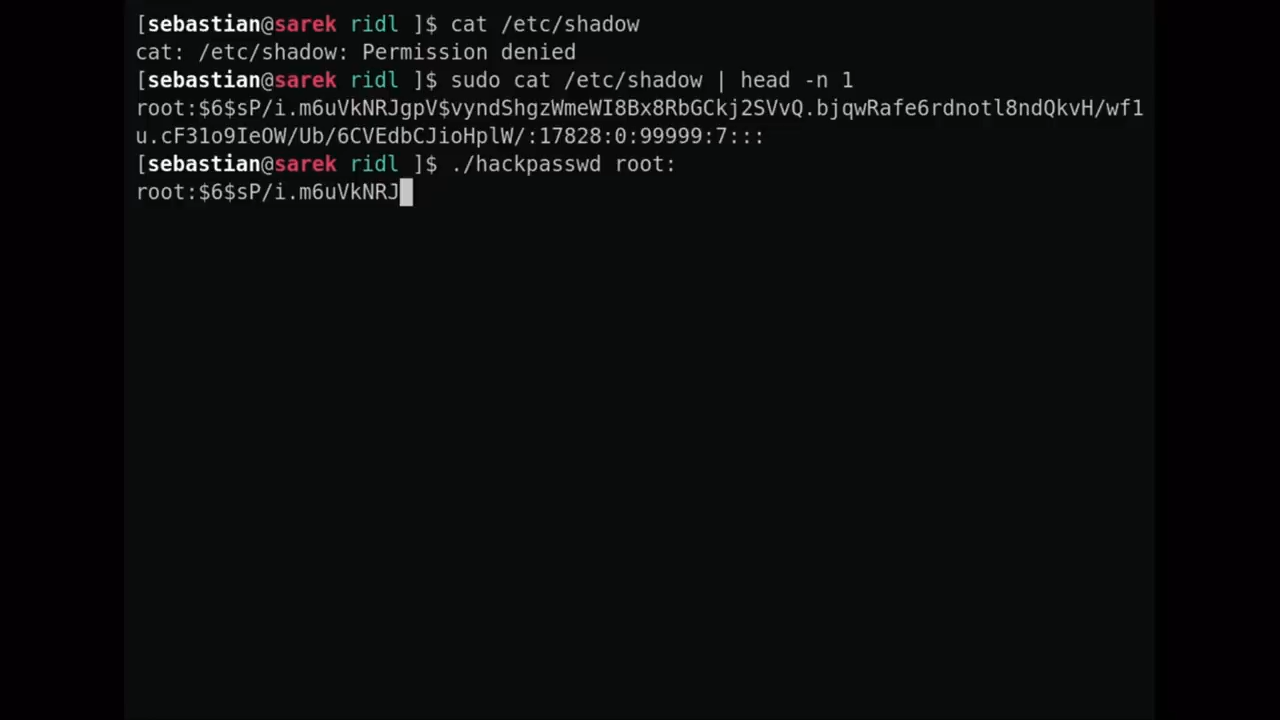 [sebastian@sarek ridl ]$ cat /etc/shadow
cat: /etc/shadow: Permission denied
[sebastian@sarek ridl ]$ sudo cat /etc/shadow | head -n 1
root:$6$sP/i.m6uVkNRJgpV$vyndShgzWmeWI8Bx8RbGCkj2SVvQ.bjqwRafe6rdnotl8ndQkvH/wf1
u.cF31o9IeOW/Ub/6CVEdbCJioHplW/:17828:0:99999:7:::
[sebastian@sarek ridl ]$ ./hackpasswd root:
root:$6$sP/i.m6uVkNRJ